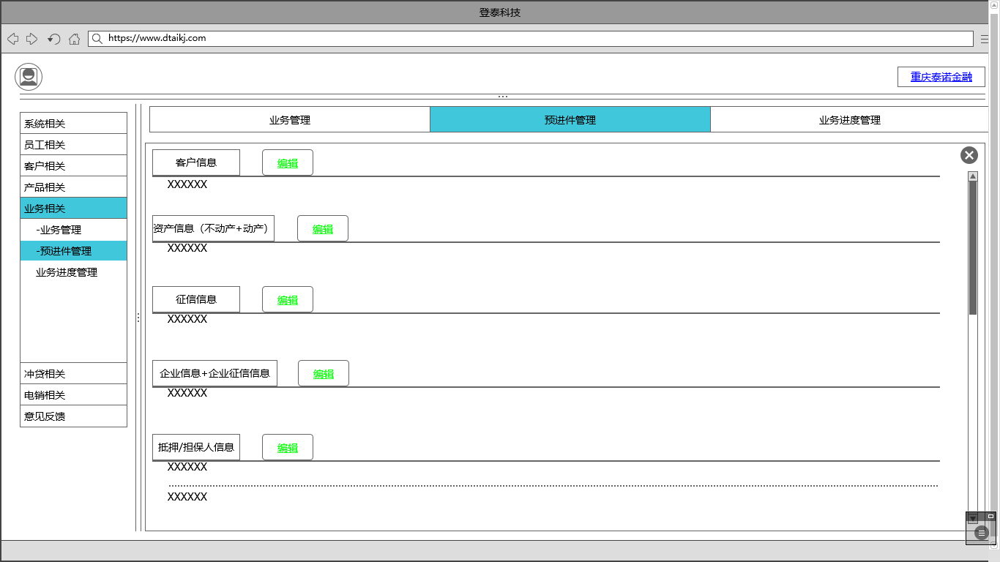 登泰科技
https://www.dtaikj.com
重庆泰诺金融
系统相关
员工相关
客户相关
产品相关
业务相关
-业务管理
-预进件管理
业务进度管理
冲贷相关
电销相关
意见反馈
业务管理 预进件管理 业务进度管理
客户信息 编辑
XXXXXX
资产信息（不动产+动产） 编辑
XXXXXX
征信信息 编辑
XXXXXX
企业信息+企业征信信息 编辑
XXXXXX
抵押/担保人信息 编辑
XXXXXX
XXXXXX